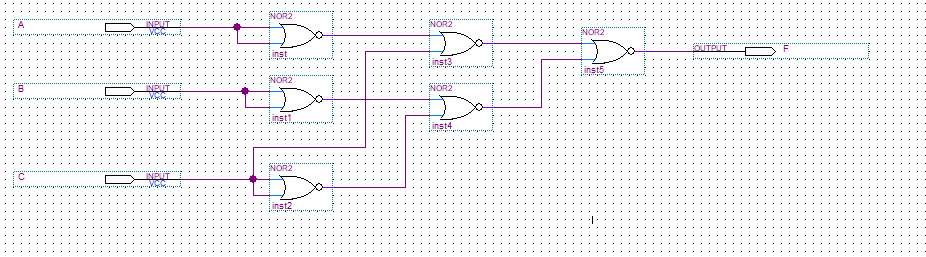 A
INPUT
VCC
NOR2
inst
NOR2
inst3
NOR2
inst5
OUTPUT
F
B
INPUT
VCC
NOR2
inst1
NOR2
inst4
C
INPUT
VCC
NOR2
inst2